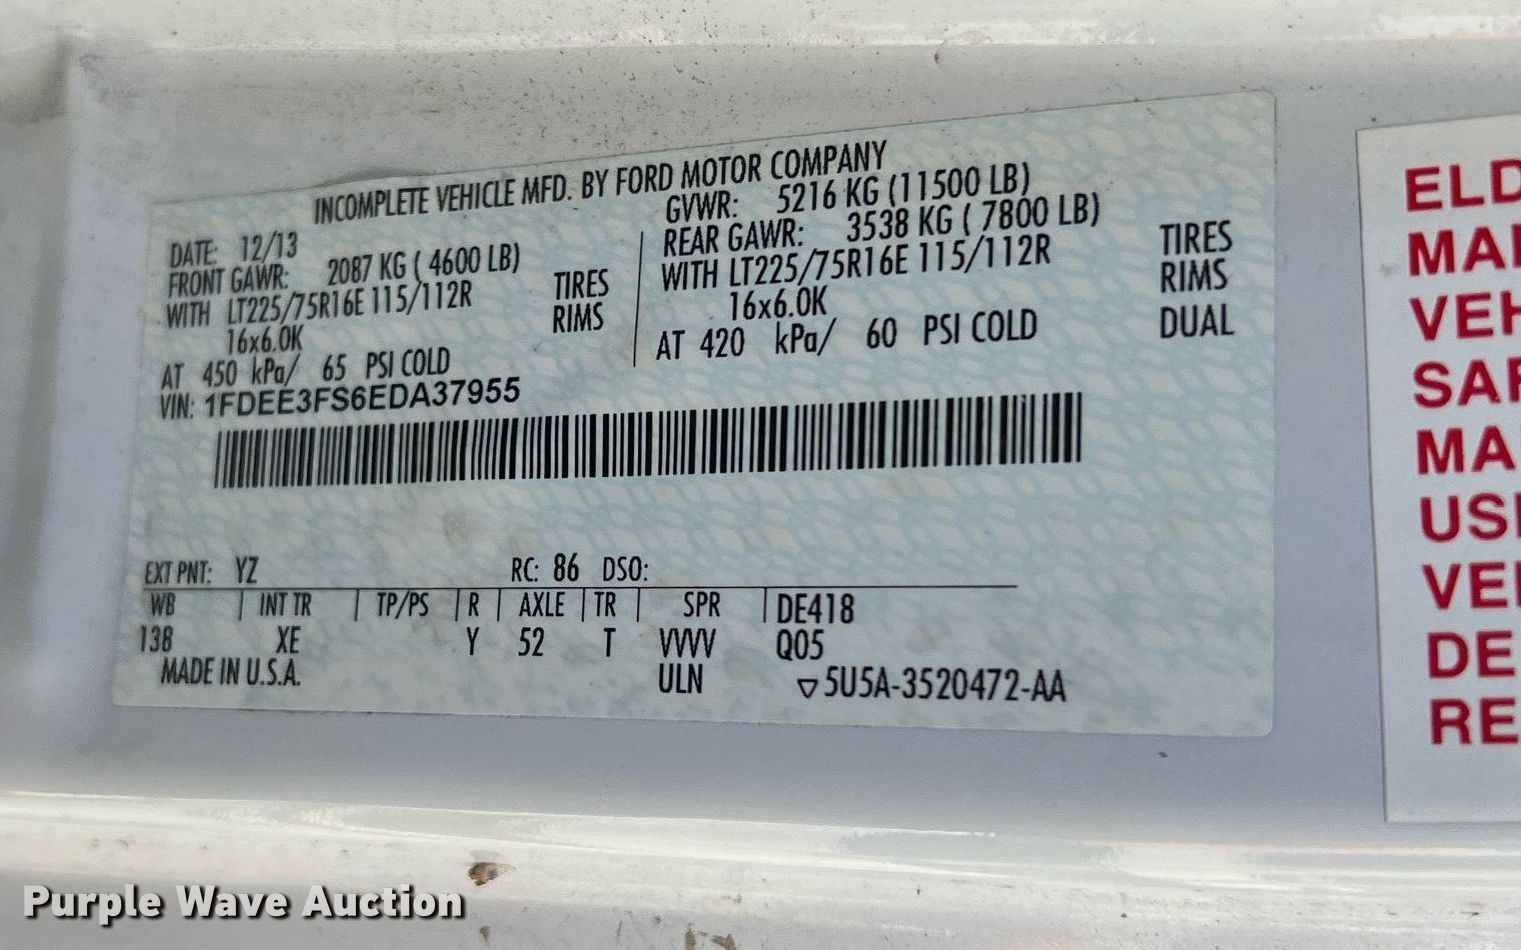 INCOMPLETE VEHICLE MFD. BY FORD MOTOR COMPANY
DATE: 12/13
GVWR: 5216 KG (11500 LB)
FRONT GAWR: 2087 KG ( 4600 LB)
WITH LT225/75R16E 115/112R TIRES
16x6.0K RIMS
AT 450 kPa/ 65 PSI COLD
REAR GAWR: 3538 KG ( 7800 LB)
WITH LT225/75R16E 115/112R TIRES
16x6.0K RIMS
AT 420 kPa/ 60 PSI COLD DUAL
VIN: 1FDEE3FS6EDA37955
EXT PNT: YZ RC: 86 DSO:
WB | INT TR | TP/PS | R | AXLE | TR | SPR | DE418
138 XE Y 52 T VVVV Q05
MADE IN U.S.A. ULN ▽5U5A-3520472-AA
Purple Wave Auction